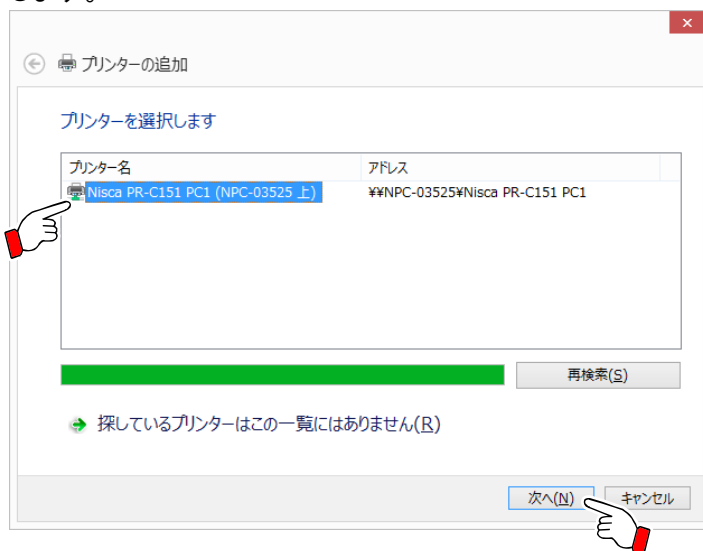 します。
プリンターの追加
プリンターを選択します
プリンター名 アドレス
Nisca PR-C151 PC1 (NPC-03525 上) ¥¥NPC-03525¥Nisca PR-C151 PC1
再検索(S)
探しているプリンターはこの一覧にはありません(R)
次へ(N) キャンセル